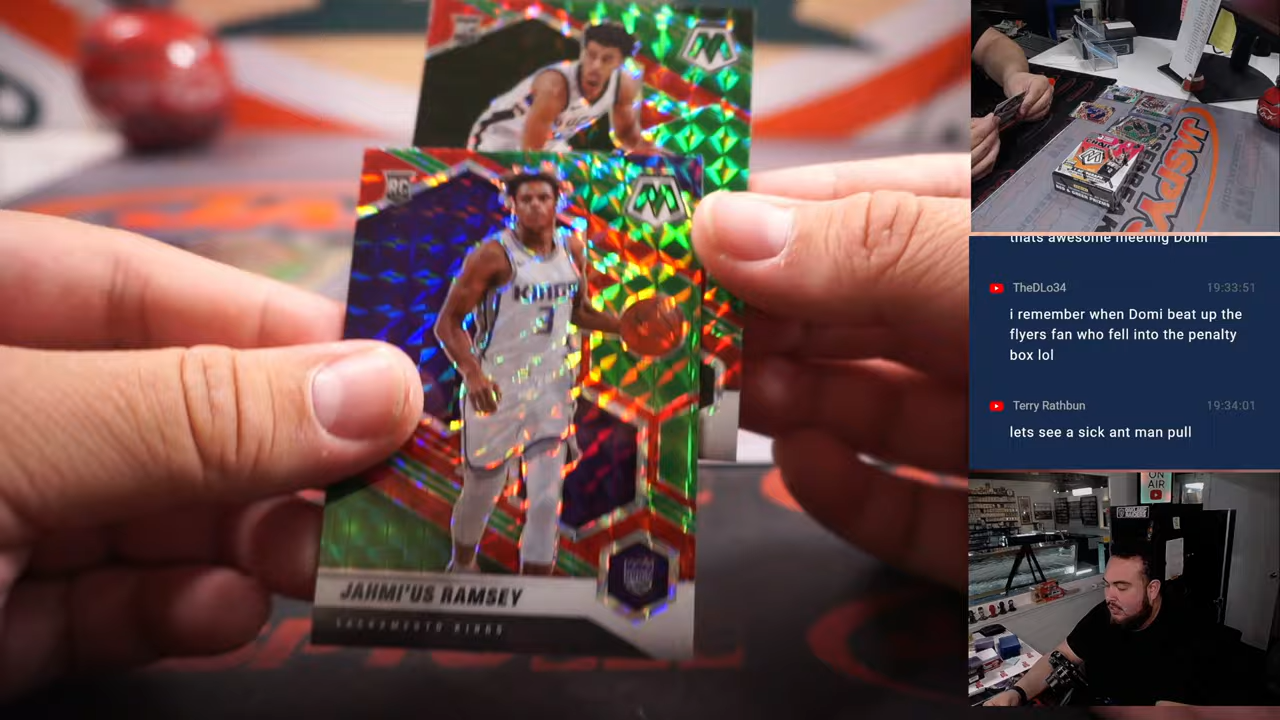 RC
KINGS
3
JAHMI'US RAMSEY
SACRAMENTO KINGS
JASPY'S
thats awesome meeting Domi
TheDLo34 19:33:51
i remember when Domi beat up the
flyers fan who fell into the penalty
box lol
Terry Rathbun 19:34:01
lets see a sick ant man pull
ON
AIR